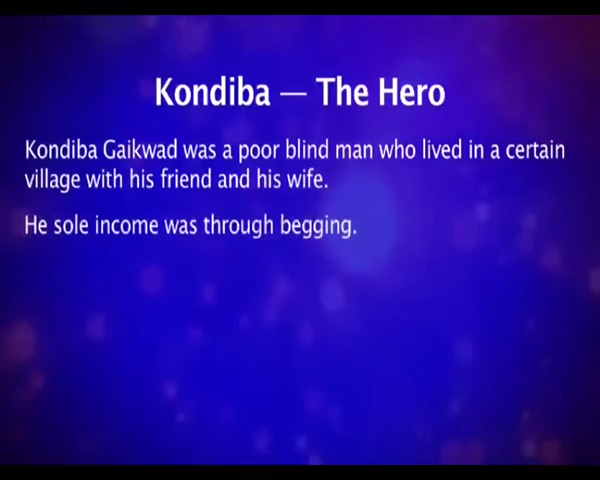 Kondiba — The Hero
Kondiba Gaikwad was a poor blind man who lived in a certain
village with his friend and his wife.
He sole income was through begging.